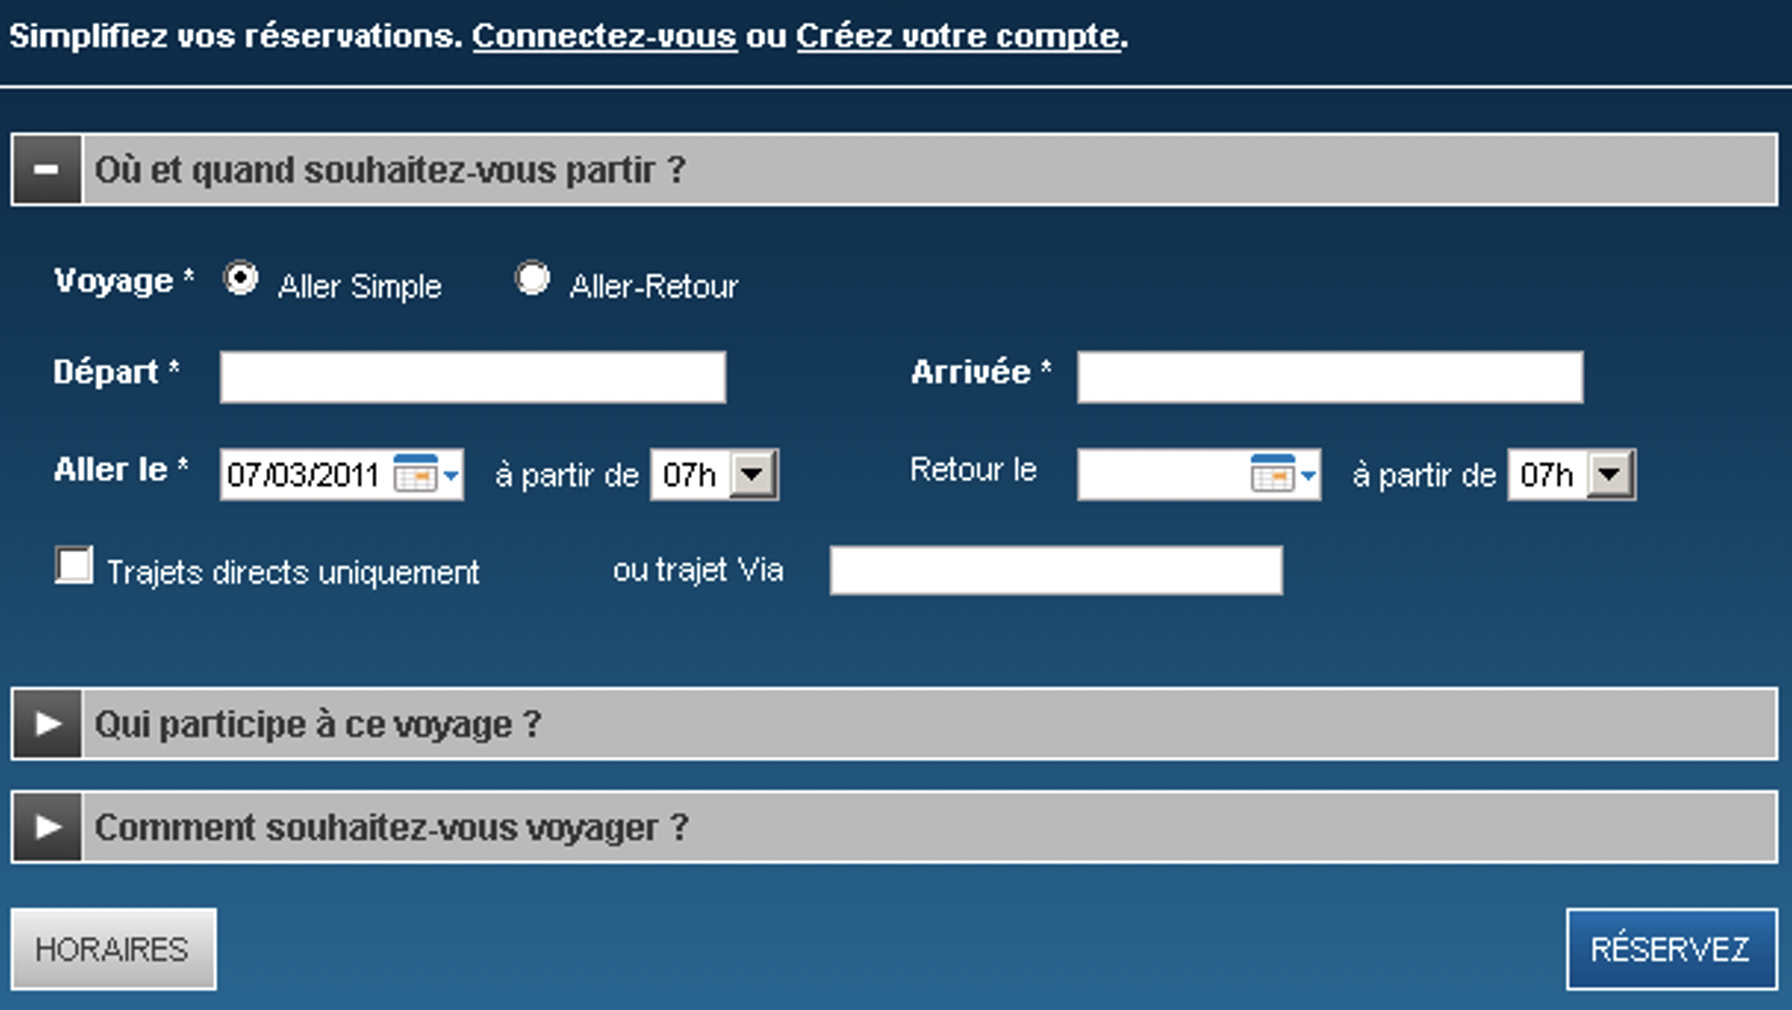 Simplifiez vos réservations. Connectez-vous ou Créez votre compte.
Où et quand souhaitez-vous partir ?
Voyage * Aller Simple Aller-Retour
Départ * Arrivée *
Aller le * 07/03/2011 à partir de 07h Retour le à partir de 07h
Trajets directs uniquement ou trajet Via
Qui participe à ce voyage ?
Comment souhaitez-vous voyager ?
HORAIRES RÉSERVEZ